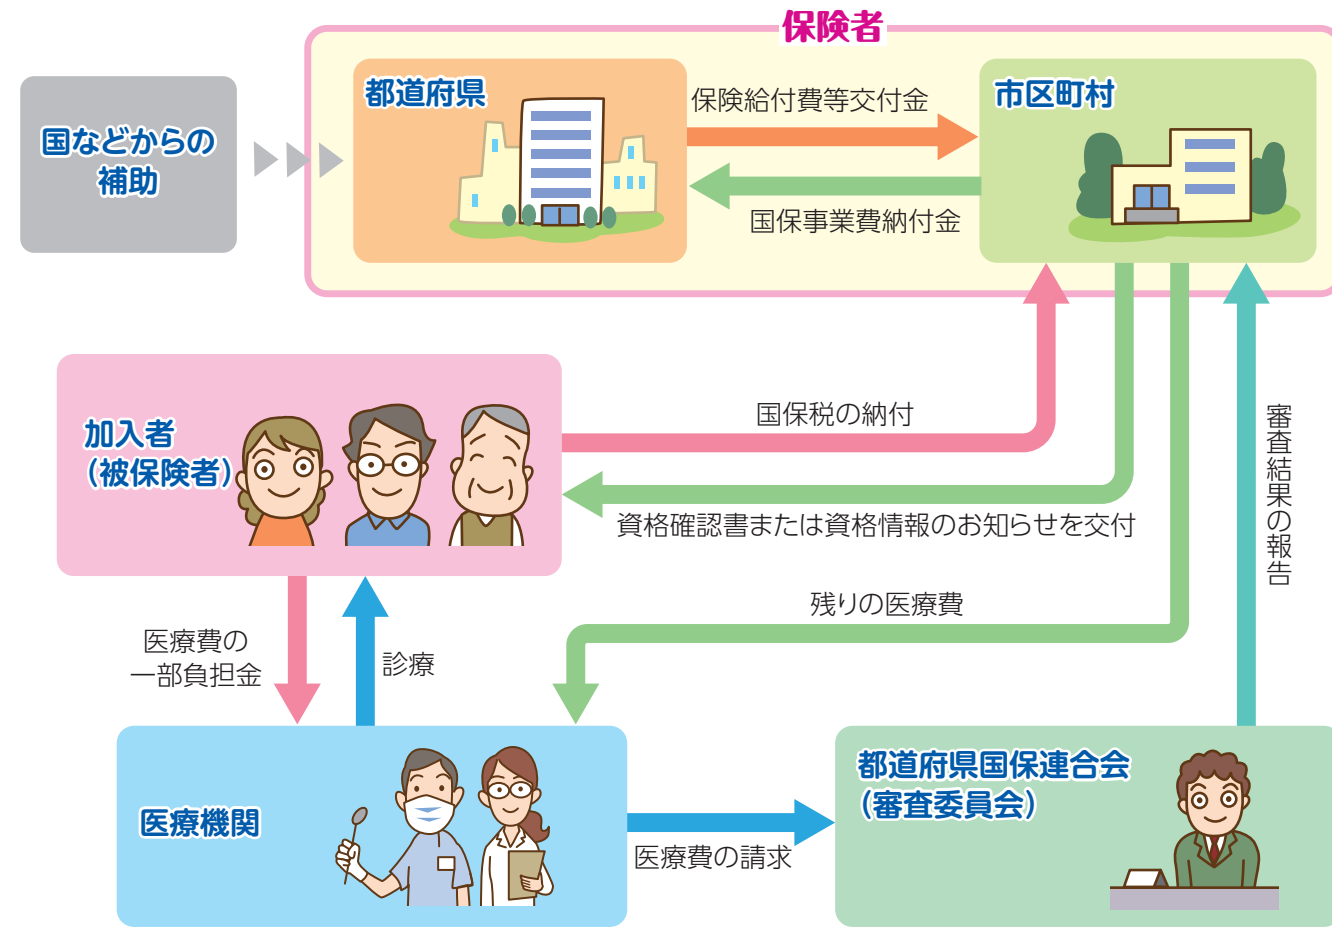 保険者
国などからの
補助
都道府県
保険給付費等交付金
国保事業費納付金
市区町村
加入者
（被保険者）
国保税の納付
資格確認書または資格情報のお知らせを交付
審査結果の報告
残りの医療費
医療費の
一部負担金
診療
医療機関
医療費の請求
都道府県国保連合会
（審査委員会）